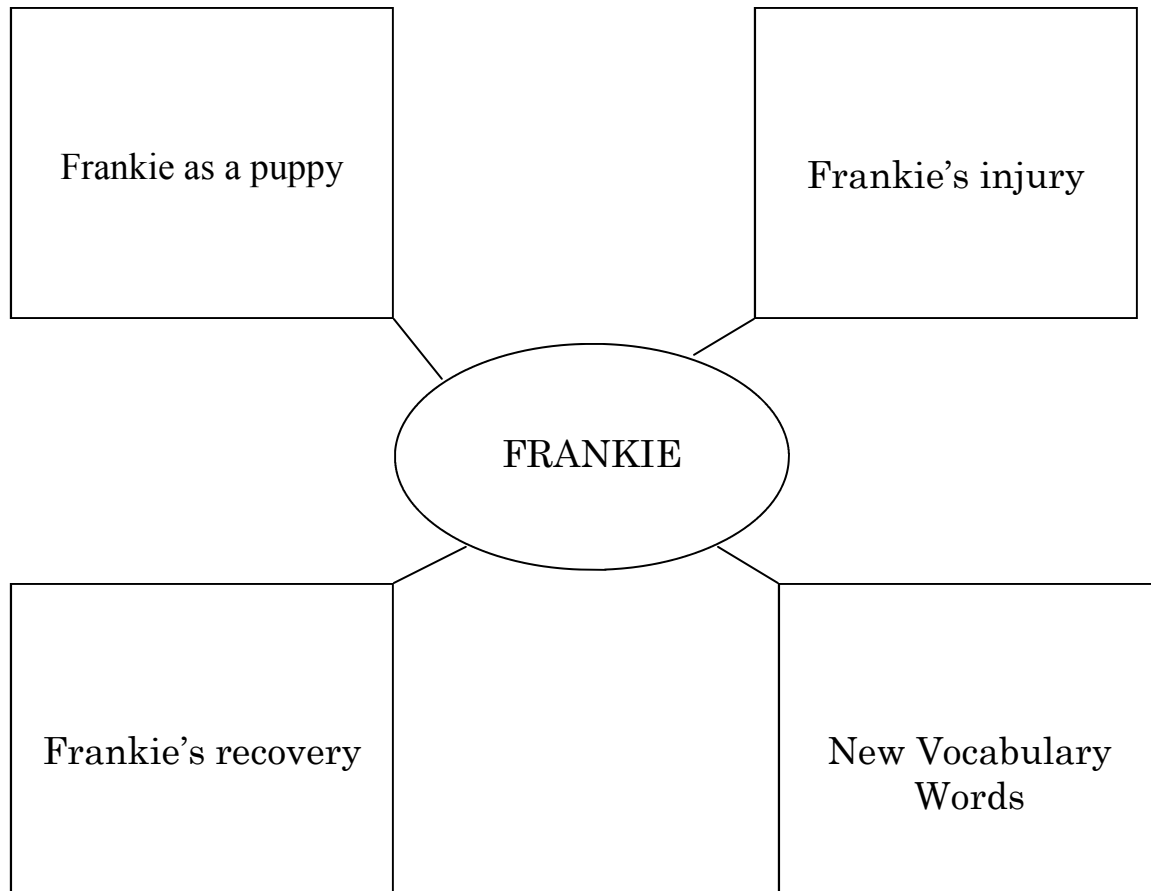 Frankie as a puppy
Frankie’s injury
FRANKIE
Frankie’s recovery
New Vocabulary
Words